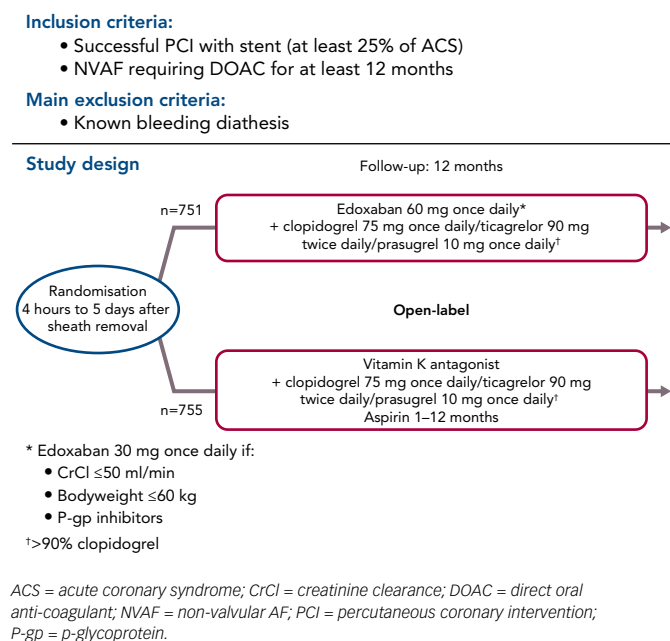 Inclusion criteria:
• Successful PCI with stent (at least 25% of ACS)
• NVAF requiring DOAC for at least 12 months
Main exclusion criteria:
• Known bleeding diathesis
Study design
Follow-up: 12 months
n=751
Edoxaban 60 mg once daily*
+ clopidogrel 75 mg once daily/ticagrelor 90 mg
twice daily/prasugrel 10 mg once daily†
Randomisation
4 hours to 5 days after
sheath removal
Open-label
Vitamin K antagonist
+ clopidogrel 75 mg once daily/ticagrelor 90 mg
twice daily/prasugrel 10 mg once daily†
Aspirin 1–12 months
n=755
* Edoxaban 30 mg once daily if:
• CrCl ≤50 ml/min
• Bodyweight ≤60 kg
• P-gp inhibitors
†>90% clopidogrel
ACS = acute coronary syndrome; CrCl = creatinine clearance; DOAC = direct oral
anti-coagulant; NVAF = non-valvular AF; PCI = percutaneous coronary intervention;
P-gp = p-glycoprotein.